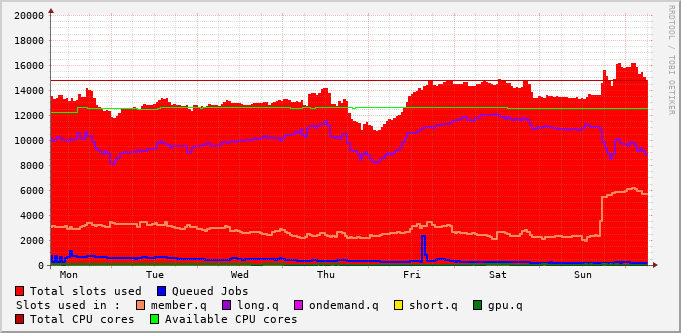 20000
18000
16000
14000
12000
10000
8000
6000
4000
2000
0
Mon Tue Wed Thu Fri Sat Sun
RRDTOOL / TOBI OETIKER
Total slots used Queued Jobs
Slots used in : member.q long.q ondemand.q short.q gpu.q
Total CPU cores Available CPU cores